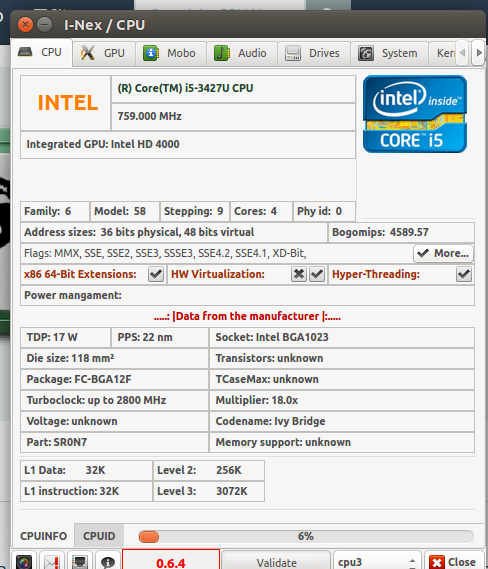 I-Nex / CPU
CPU GPU Mobo Audio Drives System Kern
INTEL
(R) Core(TM) i5-3427U CPU
759.000 MHz
Integrated GPU: Intel HD 4000
intel inside™
CORE™ i5
Family: 6 Model: 58 Stepping: 9 Cores: 4 Phy id: 0
Address sizes: 36 bits physical, 48 bits virtual Bogomips: 4589.57
Flags: MMX, SSE, SSE2, SSE3, SSSE3, SSE4.2, SSE4.1, XD-Bit, More...
x86 64-Bit Extensions: HW Virtualization: Hyper-Threading:
Power mangament:
.....: |Data from the manufacturer |:.....
TDP: 17 W PPS: 22 nm Socket: Intel BGA1023
Die size: 118 mm² Transistors: unknown
Package: FC-BGA12F TCaseMax: unknown
Turboclock: up to 2800 MHz Multiplier: 18.0x
Voltage: unknown Codename: Ivy Bridge
Part: SR0N7 Memory support: unknown
L1 Data: 32K Level 2: 256K
L1 instruction: 32K Level 3: 3072K
CPUINFO CPUID 6%
0.6.4 Validate cpu3 Close